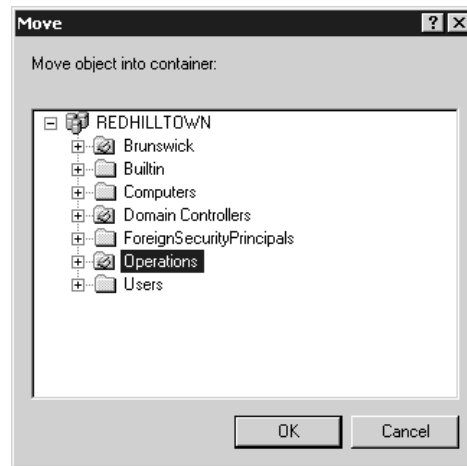 Move
Move object into container:
REDHILLTOWN
Brunswick
Builtin
Computers
Domain Controllers
ForeignSecurityPrincipals
Operations
Users
OK Cancel